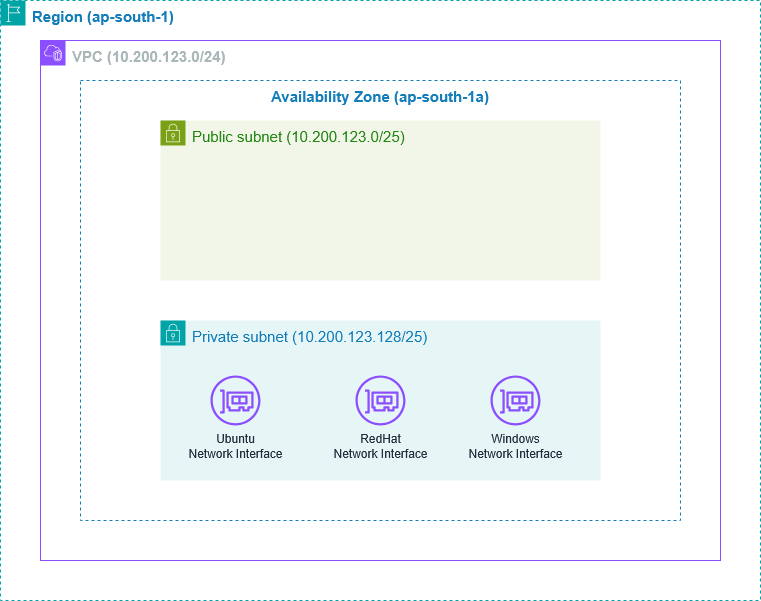 Region (ap-south-1)
VPC (10.200.123.0/24)
Availability Zone (ap-south-1a)
Public subnet (10.200.123.0/25)
Private subnet (10.200.123.128/25)
Ubuntu
Network Interface
RedHat
Network Interface
Windows
Network Interface